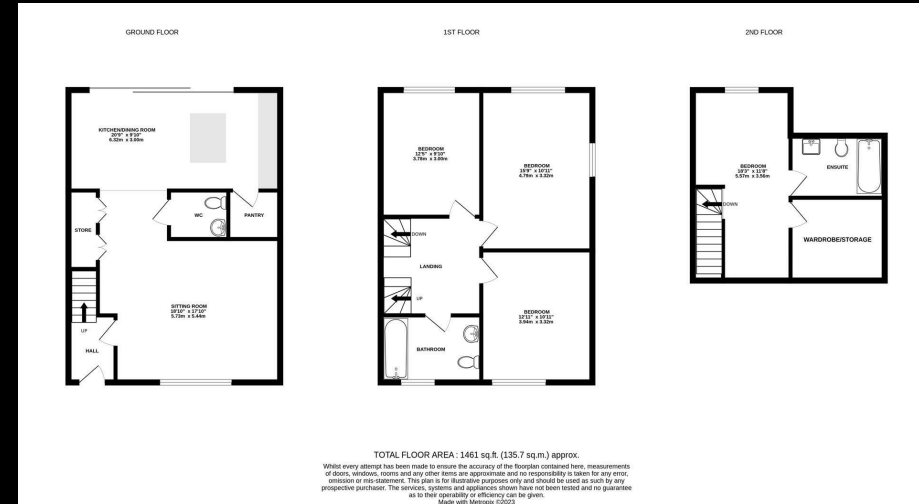 GROUND FLOOR
KITCHEN/DINING ROOM
20'9" x 9'10"
6.32m x 3.00m
STORE
WC
PANTRY
SITTING ROOM
18'10" x 17'10"
5.73m x 5.44m
UP
HALL
1ST FLOOR
BEDROOM
12'5" x 9'10"
3.78m x 3.00m
BEDROOM
15'9" x 10'11"
4.79m x 3.32m
DOWN
LANDING
UP
BEDROOM
12'11" x 10'11"
3.94m x 3.32m
BATHROOM
2ND FLOOR
BEDROOM
18'3" x 11'8"
5.57m x 3.56m
ENSUITE
DOWN
WARDROBE/STORAGE
TOTAL FLOOR AREA : 1461 sq.ft. (135.7 sq.m.) approx.
Whilst every attempt has been made to ensure the accuracy of the floorplan contained here, measurements
of doors, windows, rooms and any other items are approximate and no responsibility is taken for any error,
omission or mis-statement. This plan is for illustrative purposes only and should be used as such by any
prospective purchaser. The services, systems and appliances shown have not been tested and no guarantee
as to their operability or efficiency can be given.
Made with Metropix ©2023